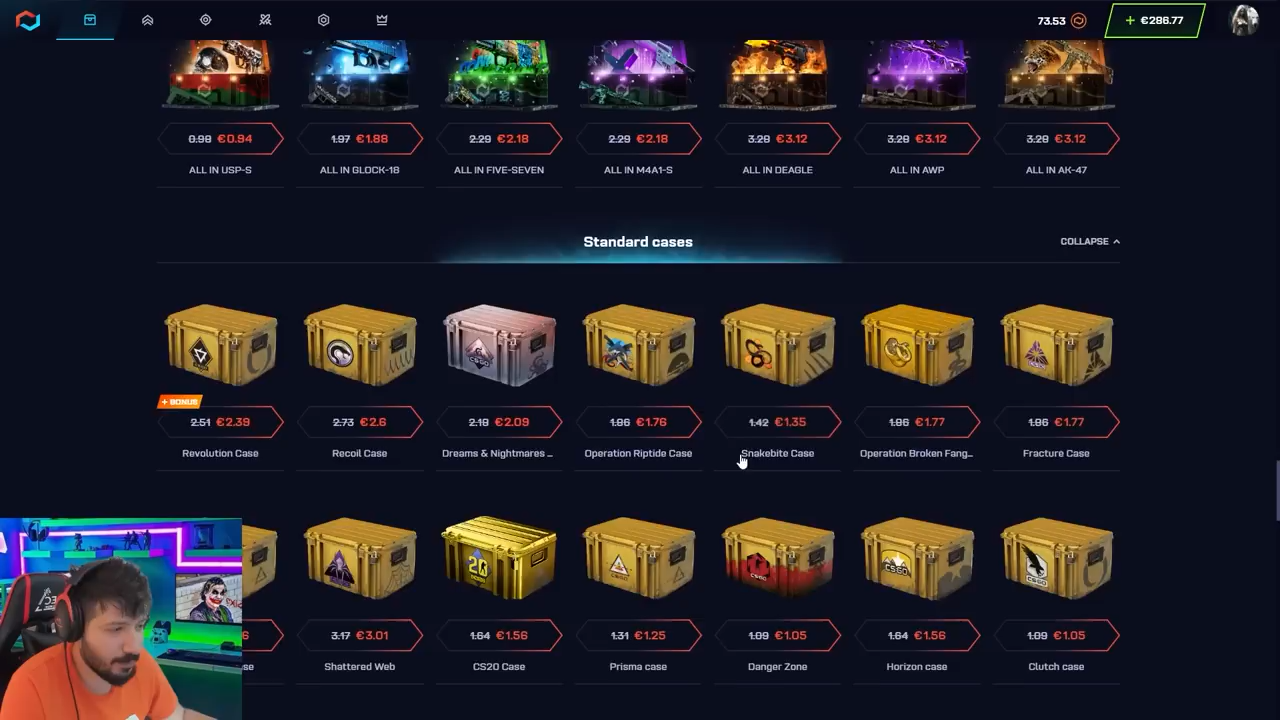 73.53
+ €286.77
0.98 €0.94
1.97 €1.88
2.29 €2.18
2.29 €2.18
3.28 €3.12
3.28 €3.12
3.28 €3.12
ALL IN USP-S
ALL IN GLOCK-18
ALL IN FIVE-SEVEN
ALL IN M4A1-S
ALL IN DEAGLE
ALL IN AWP
ALL IN AK-47
Standard cases
COLLAPSE
+ BONUS
2.51 €2.39
2.73 €2.6
2.18 €2.09
1.86 €1.76
1.42 €1.35
1.86 €1.77
1.86 €1.77
Revolution Case
Recoil Case
Dreams & Nightmares ...
Operation Riptide Case
Snakebite Case
Operation Broken Fang...
Fracture Case
6
3.17 €3.01
1.64 €1.56
1.31 €1.25
1.09 €1.05
1.64 €1.56
1.09 €1.05
se
Shattered Web
CS20 Case
Prisma case
Danger Zone
Horizon case
Clutch case